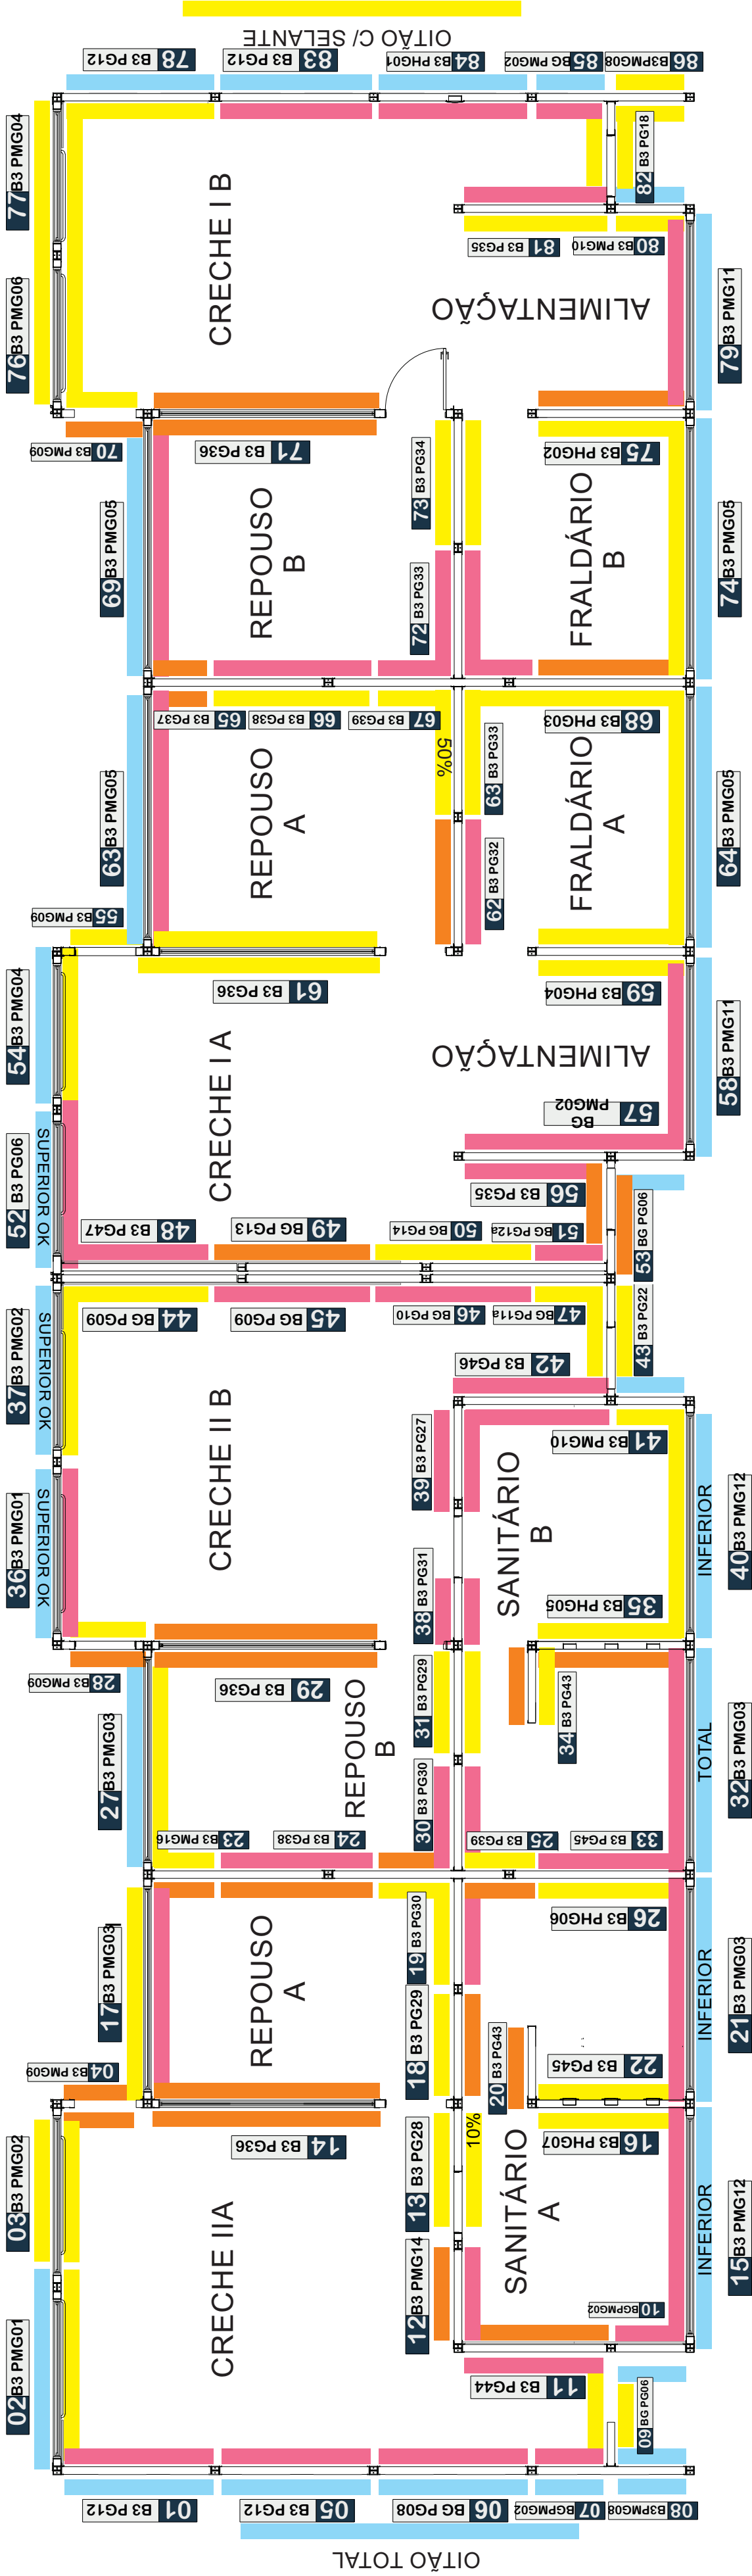 OITÃO C/ SELANTE
B3 PG12 78
B3 PG12 83
B3 PHG01 84
BG PMG02 85
B3PMG08 86
77 B3 PMG04
76 B3 PMG06
CRECHE I B
82 B3 PG18
B3 PG35 81
B3 PMG10 80
ALIMENTAÇÃO
79 B3 PMG11
B3 PMG09 70
B3 PG36 71
73 B3 PG34
B3 PHG02 75
69 B3 PMG05
REPOUSO
B
72 B3 PG33
FRALDÁRIO
B
74 B3 PMG05
B3 PG37 65
B3 PG38 66
B3 PG39 67
B3 PHG03 68
50%
63 B3 PG33
63 B3 PMG05
REPOUSO
A
62 B3 PG32
FRALDÁRIO
A
64 B3 PMG05
B3 PMG09 55
54 B3 PMG04
B3 PG36 61
B3 PHG04 59
CRECHE I A
ALIMENTAÇÃO
58 B3 PMG11
BG
PMG02 57
52 B3 PG06
SUPERIOR OK
B3 PG47 48
BG PG13 49
BG PG14 50
BG PG12a 51
B3 PG35 56
53 BG PG06
37 B3 PMG02
SUPERIOR OK
BG PG09 44
BG PG09 45
BG PG10 46
BG PG11a 47
43 B3 PG22
B3 PG46 42
36 B3 PMG01
SUPERIOR OK
CRECHE II B
39 B3 PG27
38 B3 PG31
B3 PMG10 41
SANITÁRIO
B
B3 PHG05 35
INFERIOR
40 B3 PMG12
B3 PMG09 28
B3 PG36 29
27 B3 PMG03
REPOUSO
B
31 B3 PG29
30 B3 PG30
34 B3 PG43
TOTAL
32 B3 PMG03
B3 PMG16 23
B3 PG38 24
B3 PG39 25
B3 PG45 33
17 B3 PMG03
REPOUSO
A
19 B3 PG30
18 B3 PG29
B3 PHG06 26
20 B3 PG43
B3 PG45 22
INFERIOR
21 B3 PMG03
B3 PMG09 04
03 B3 PMG02
B3 PG36 14
13 B3 PG28
10%
B3 PHG07 16
02 B3 PMG01
CRECHE IIA
12 B3 PMG14
SANITÁRIO
A
BGPMG02 10
INFERIOR
15 B3 PMG12
B3 PG44 11
09 BG PG06
B3 PG12 01
B3 PG12 05
BG PG08 06
BGPMG02 07
B3PMG08 08
OITÃO TOTAL